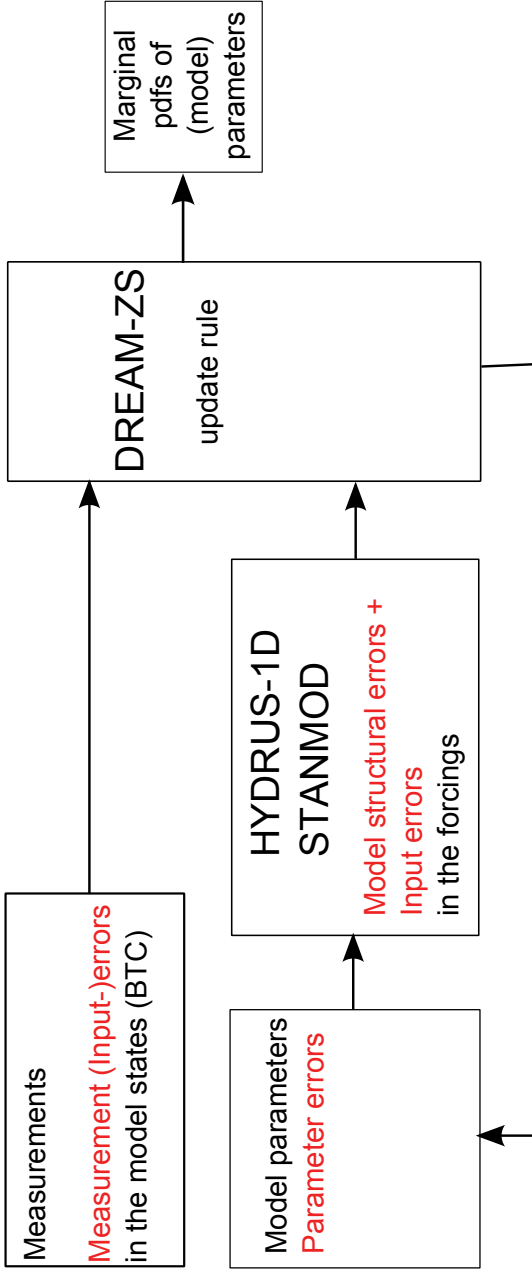 Measurements
Measurement (Input-)errors
in the model states (BTC)
Model parameters
Parameter errors
HYDRUS-1D
STANMOD
Model structural errors +
Input errors
in the forcings
DREAM-ZS
update rule
Marginal
pdfs of
(model)
parameters